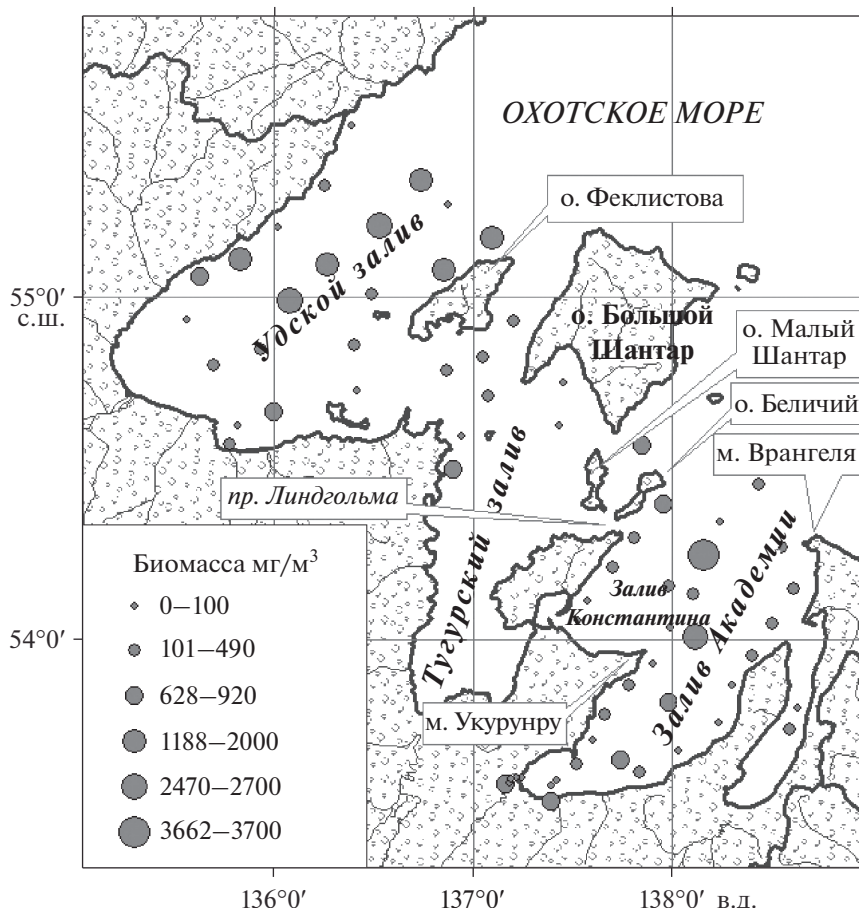 ОХОТСКОЕ МОРЕ
о. Феклистова
Удской залив
55°0′
с.ш.
о. Большой
Шантар
о. Малый
Шантар
о. Беличий
м. Врангеля
пр. Линдгольма
Тугурский залив
Залив
Константина
Залив Академии
54°0′
м. Укурунру
Биомасса мг/м³
0–100
101–490
628–920
1188–2000
2470–2700
3662–3700
136°0′
137°0′
138°0′ в.д.